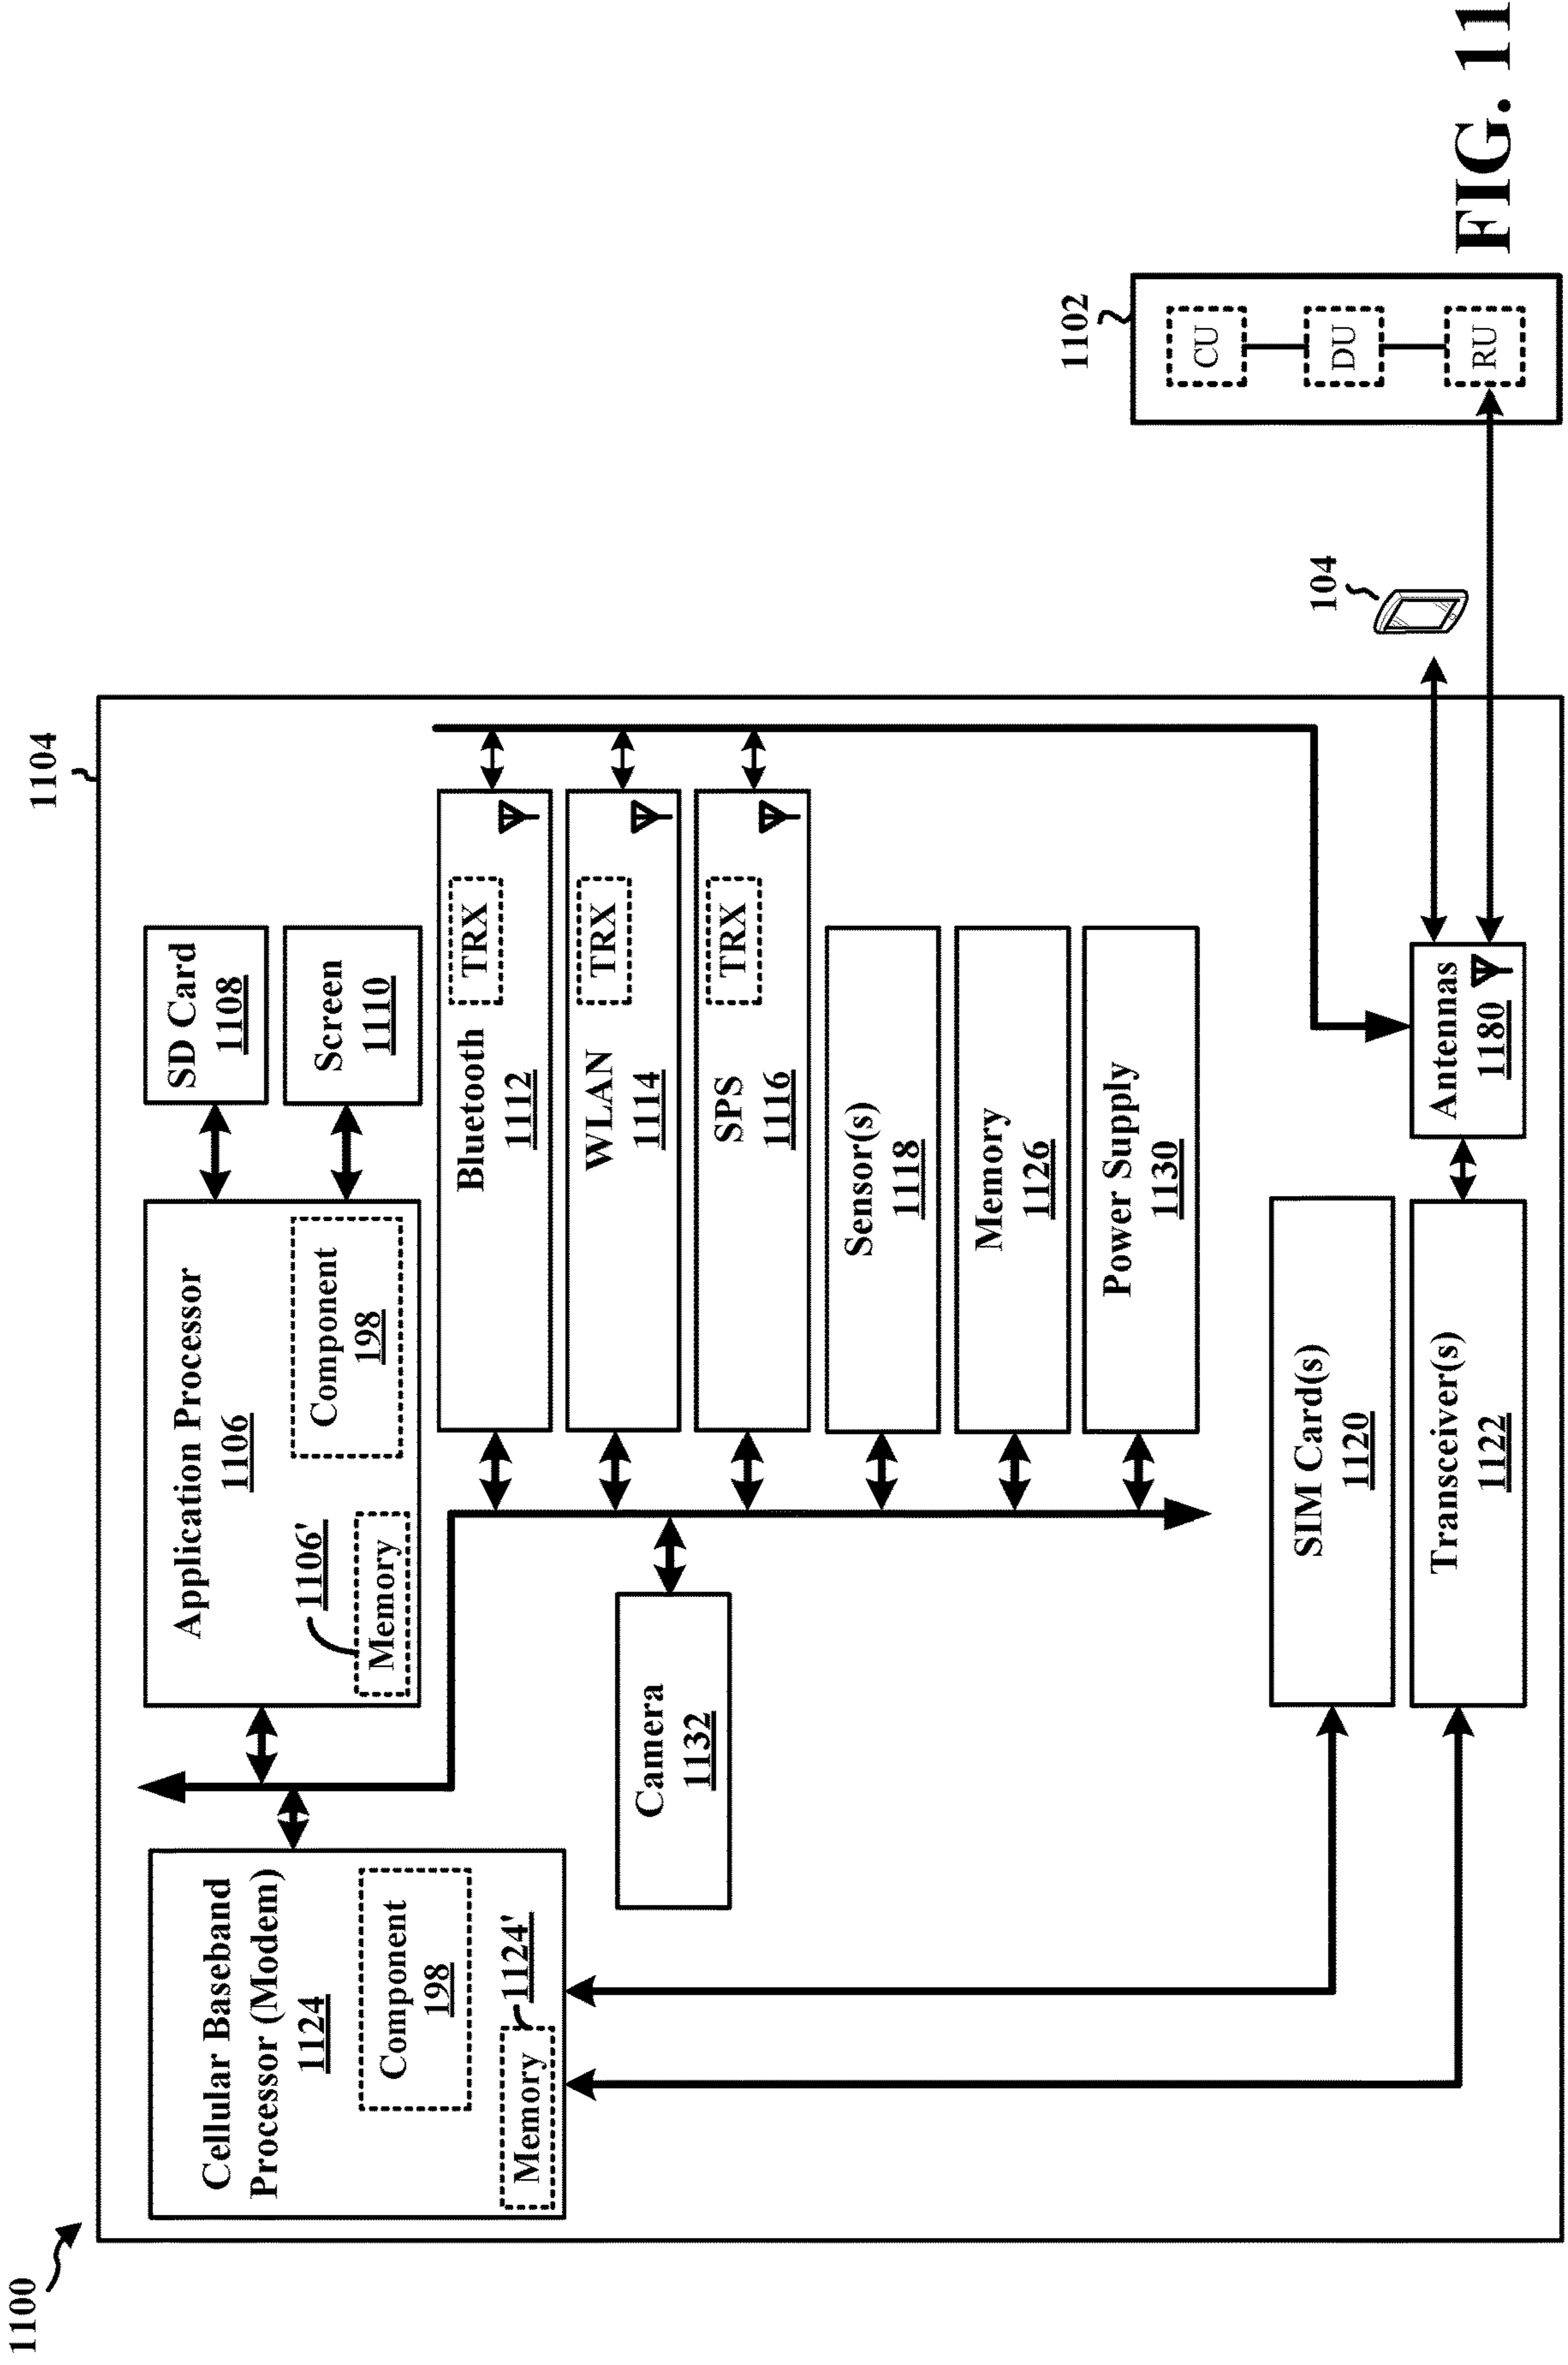 1100
1104
Cellular Baseband
Processor (Modem)
1124
Component
198
1124'
Memory
Application Processor
1106
Component
198
1106'
Memory
SD Card
1108
Screen
1110
Bluetooth
1112
TRX
WLAN
1114
TRX
SPS
1116
TRX
Camera
1132
Sensor(s)
1118
Memory
1126
Power Supply
1130
SIM Card(s)
1120
Transceiver(s)
1122
Antennas
1180
104
1102
CU
DU
RU
FIG. 11